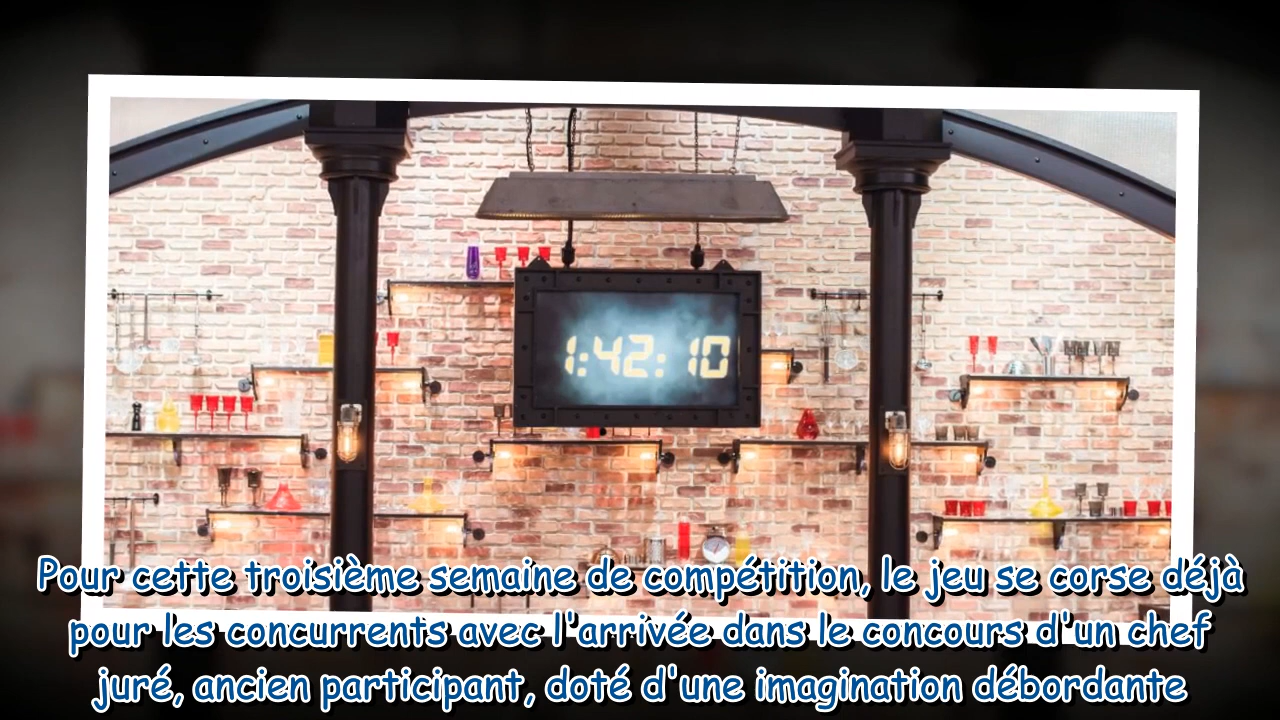 1:42:10
Pour cette troisième semaine de compétition, le jeu se corse déjà
pour les concurrents avec l'arrivée dans le concours d'un chef
juré, ancien participant, doté d'une imagination débordante